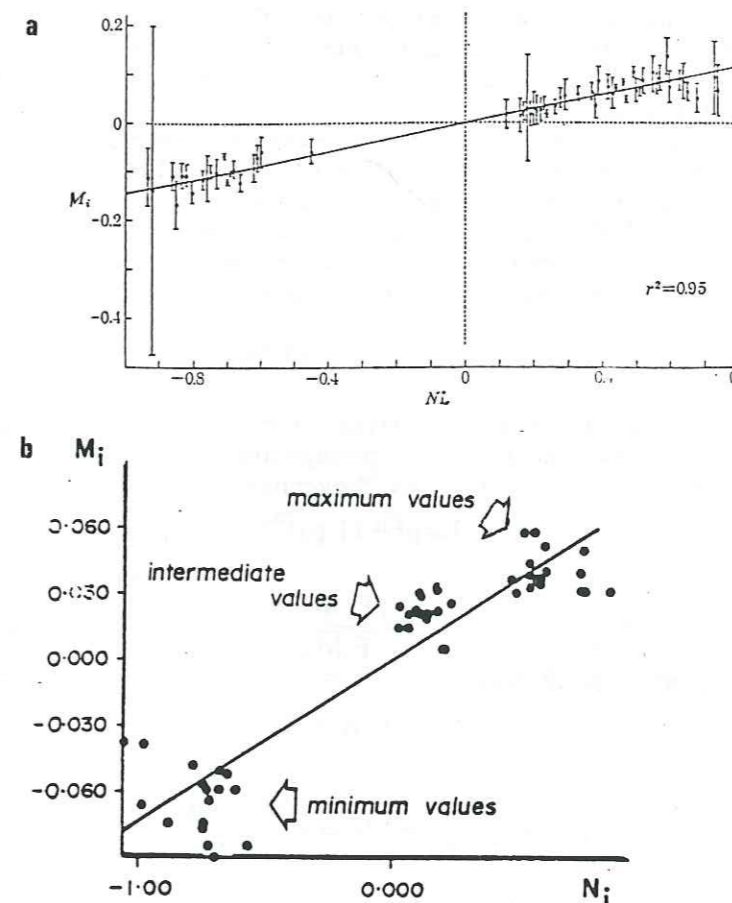 a
0.2
0.1
0
M_i
-0.2
r²=0.95
-0.4
-0.8
-0.4
0
b
M_i
maximum values
0·060
intermediate
values
0·030
0·000
-0·030
-0·060
minimum values
-1·00
0·000
N_i